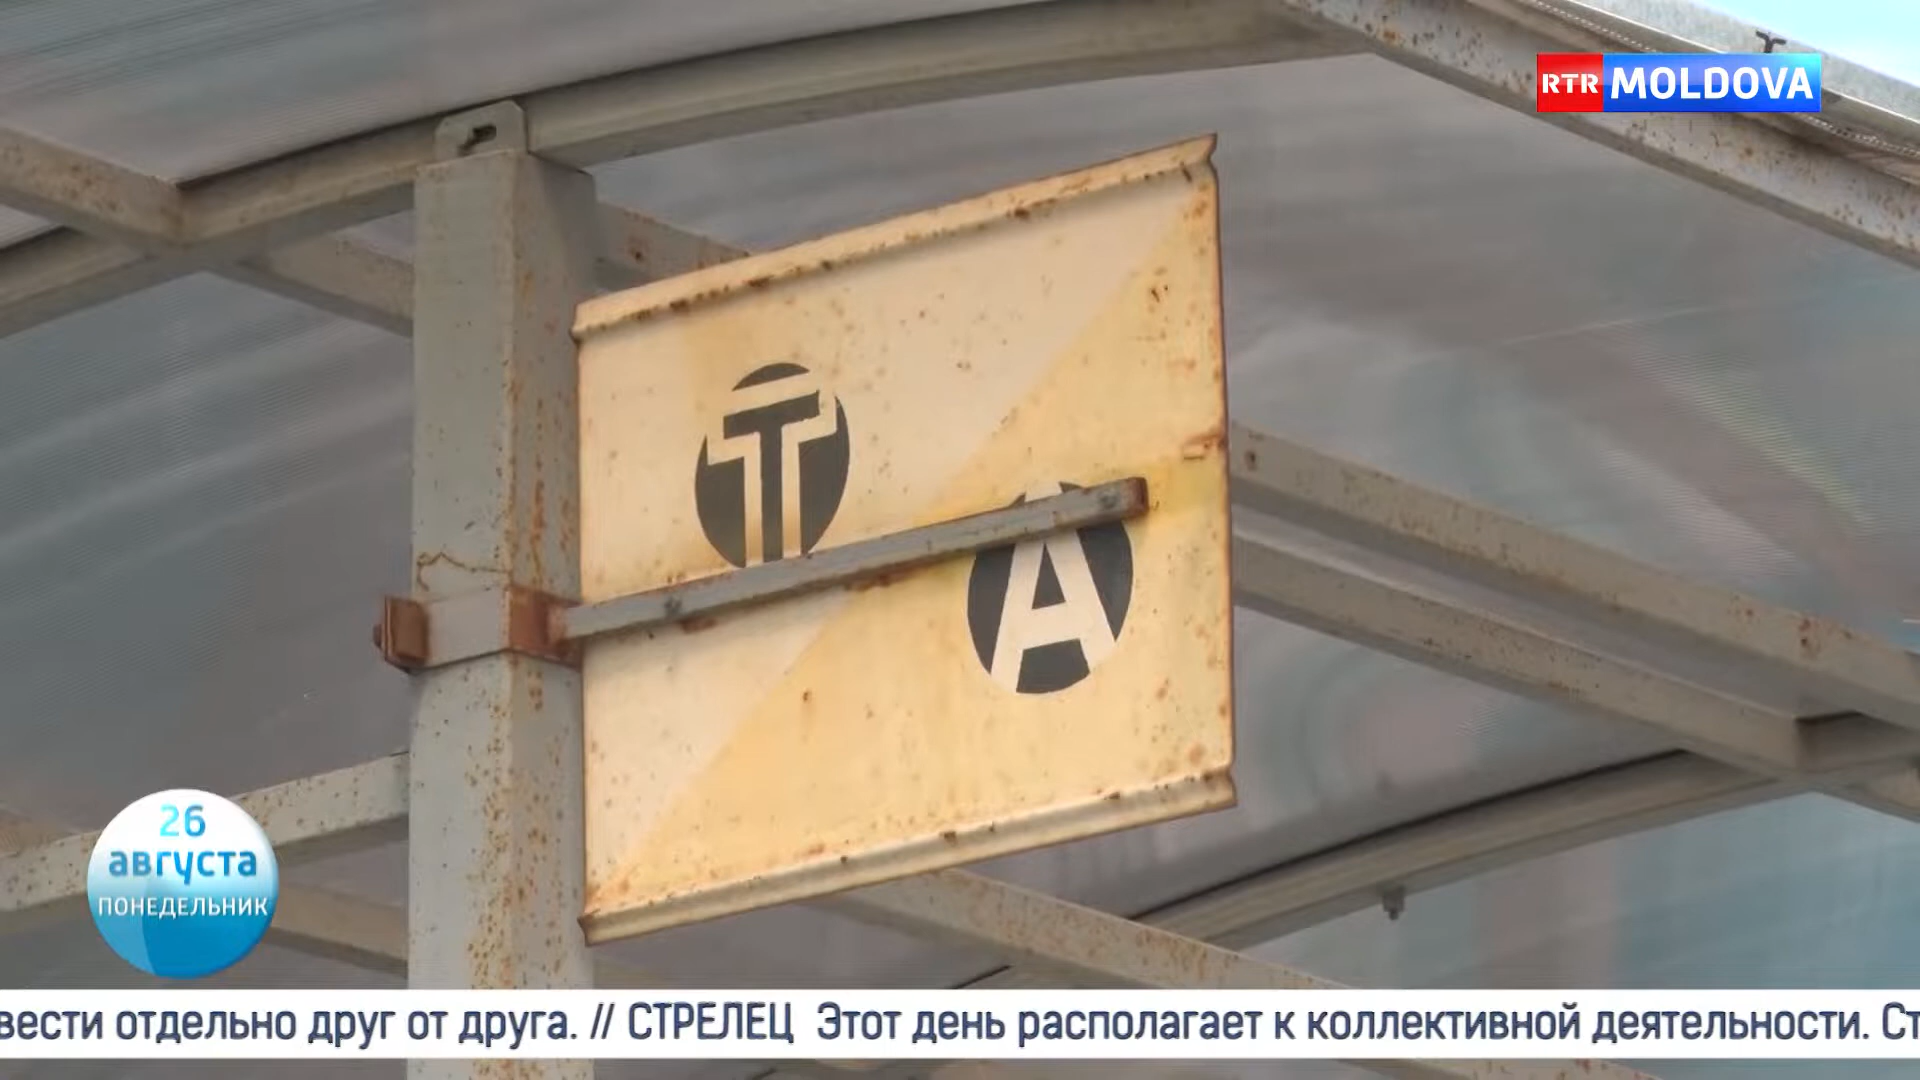 RTR MOLDOVA
T
A
26
августа
ПОНЕДЕЛЬНИК
вести отдельно друг от друга. // СТРЕЛЕЦ Этот день располагает к коллективной деятельности. Ст